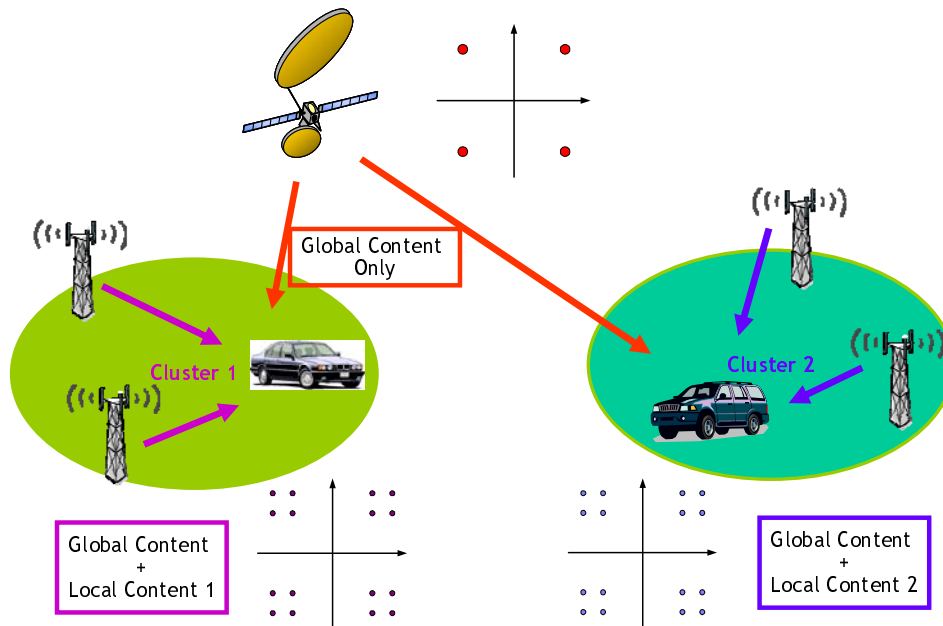 Global Content
Only
Cluster 1
Cluster 2
Global Content
+
Local Content 1
Global Content
+
Local Content 2